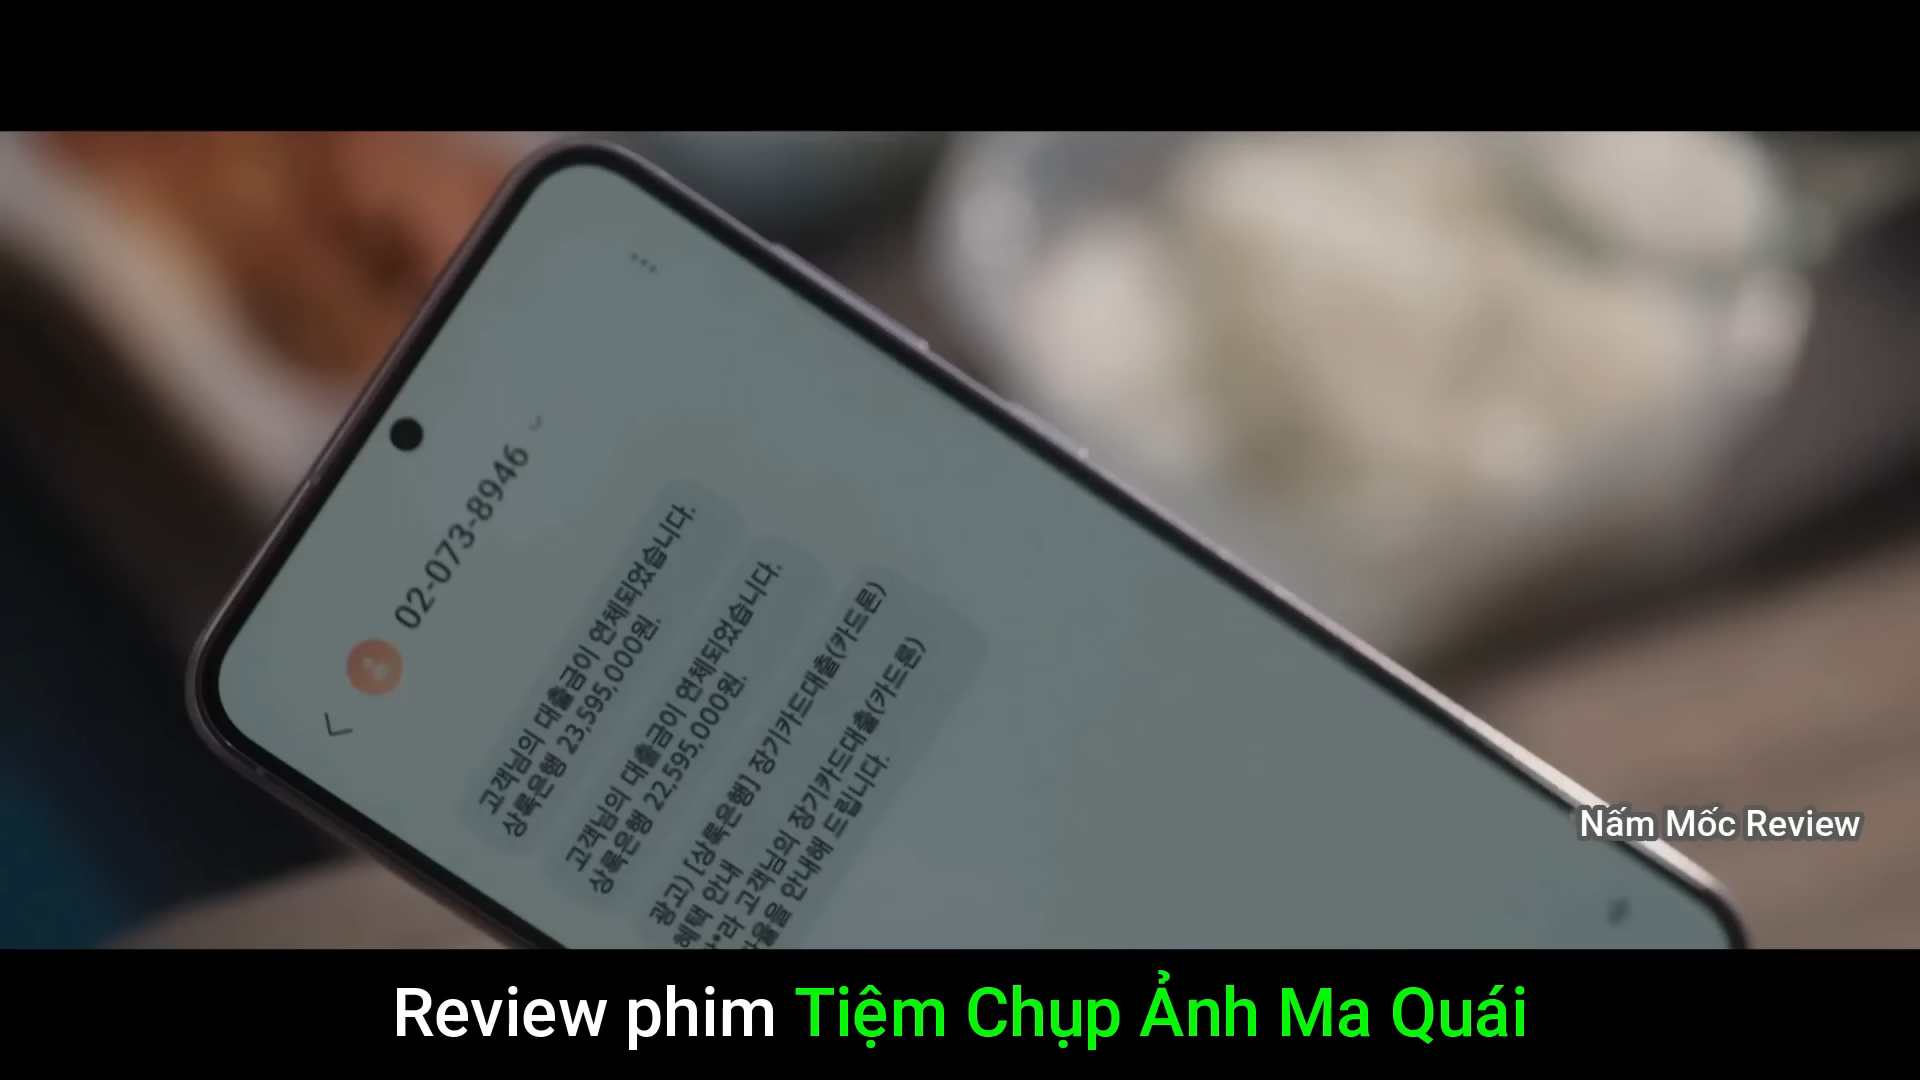 02-073-8946
고객님의 대출금이 연체되었습니다.
상록은행 23,595,000원.
고객님의 대출금이 연체되었습니다.
상록은행 22,595,000원.
광고) [상록은행] 장기카드대출(카드론)
혜택 안내
고객님의 장기카드대출(카드론)
안내해 드립니다.
Nấm Mốc Review
Review phim Tiệm Chụp Ảnh Ma Quái